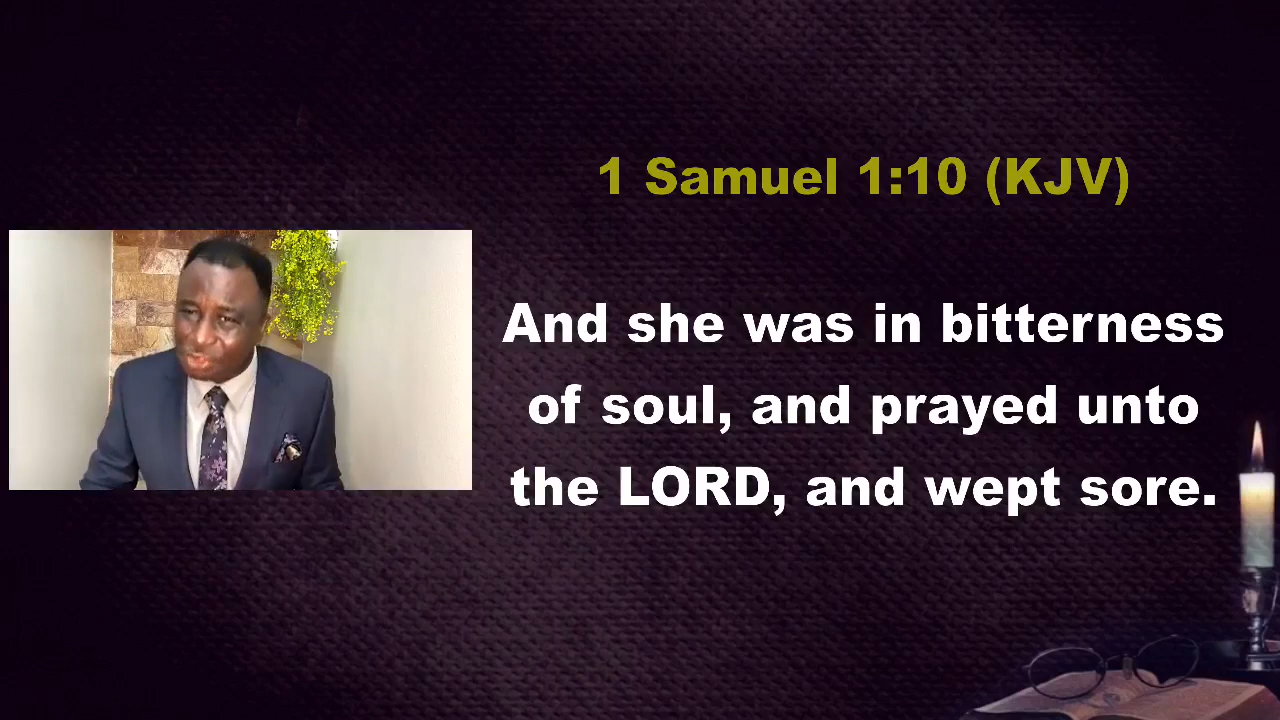 1 Samuel 1:10 (KJV)
And she was in bitterness
of soul, and prayed unto
the LORD, and wept sore.